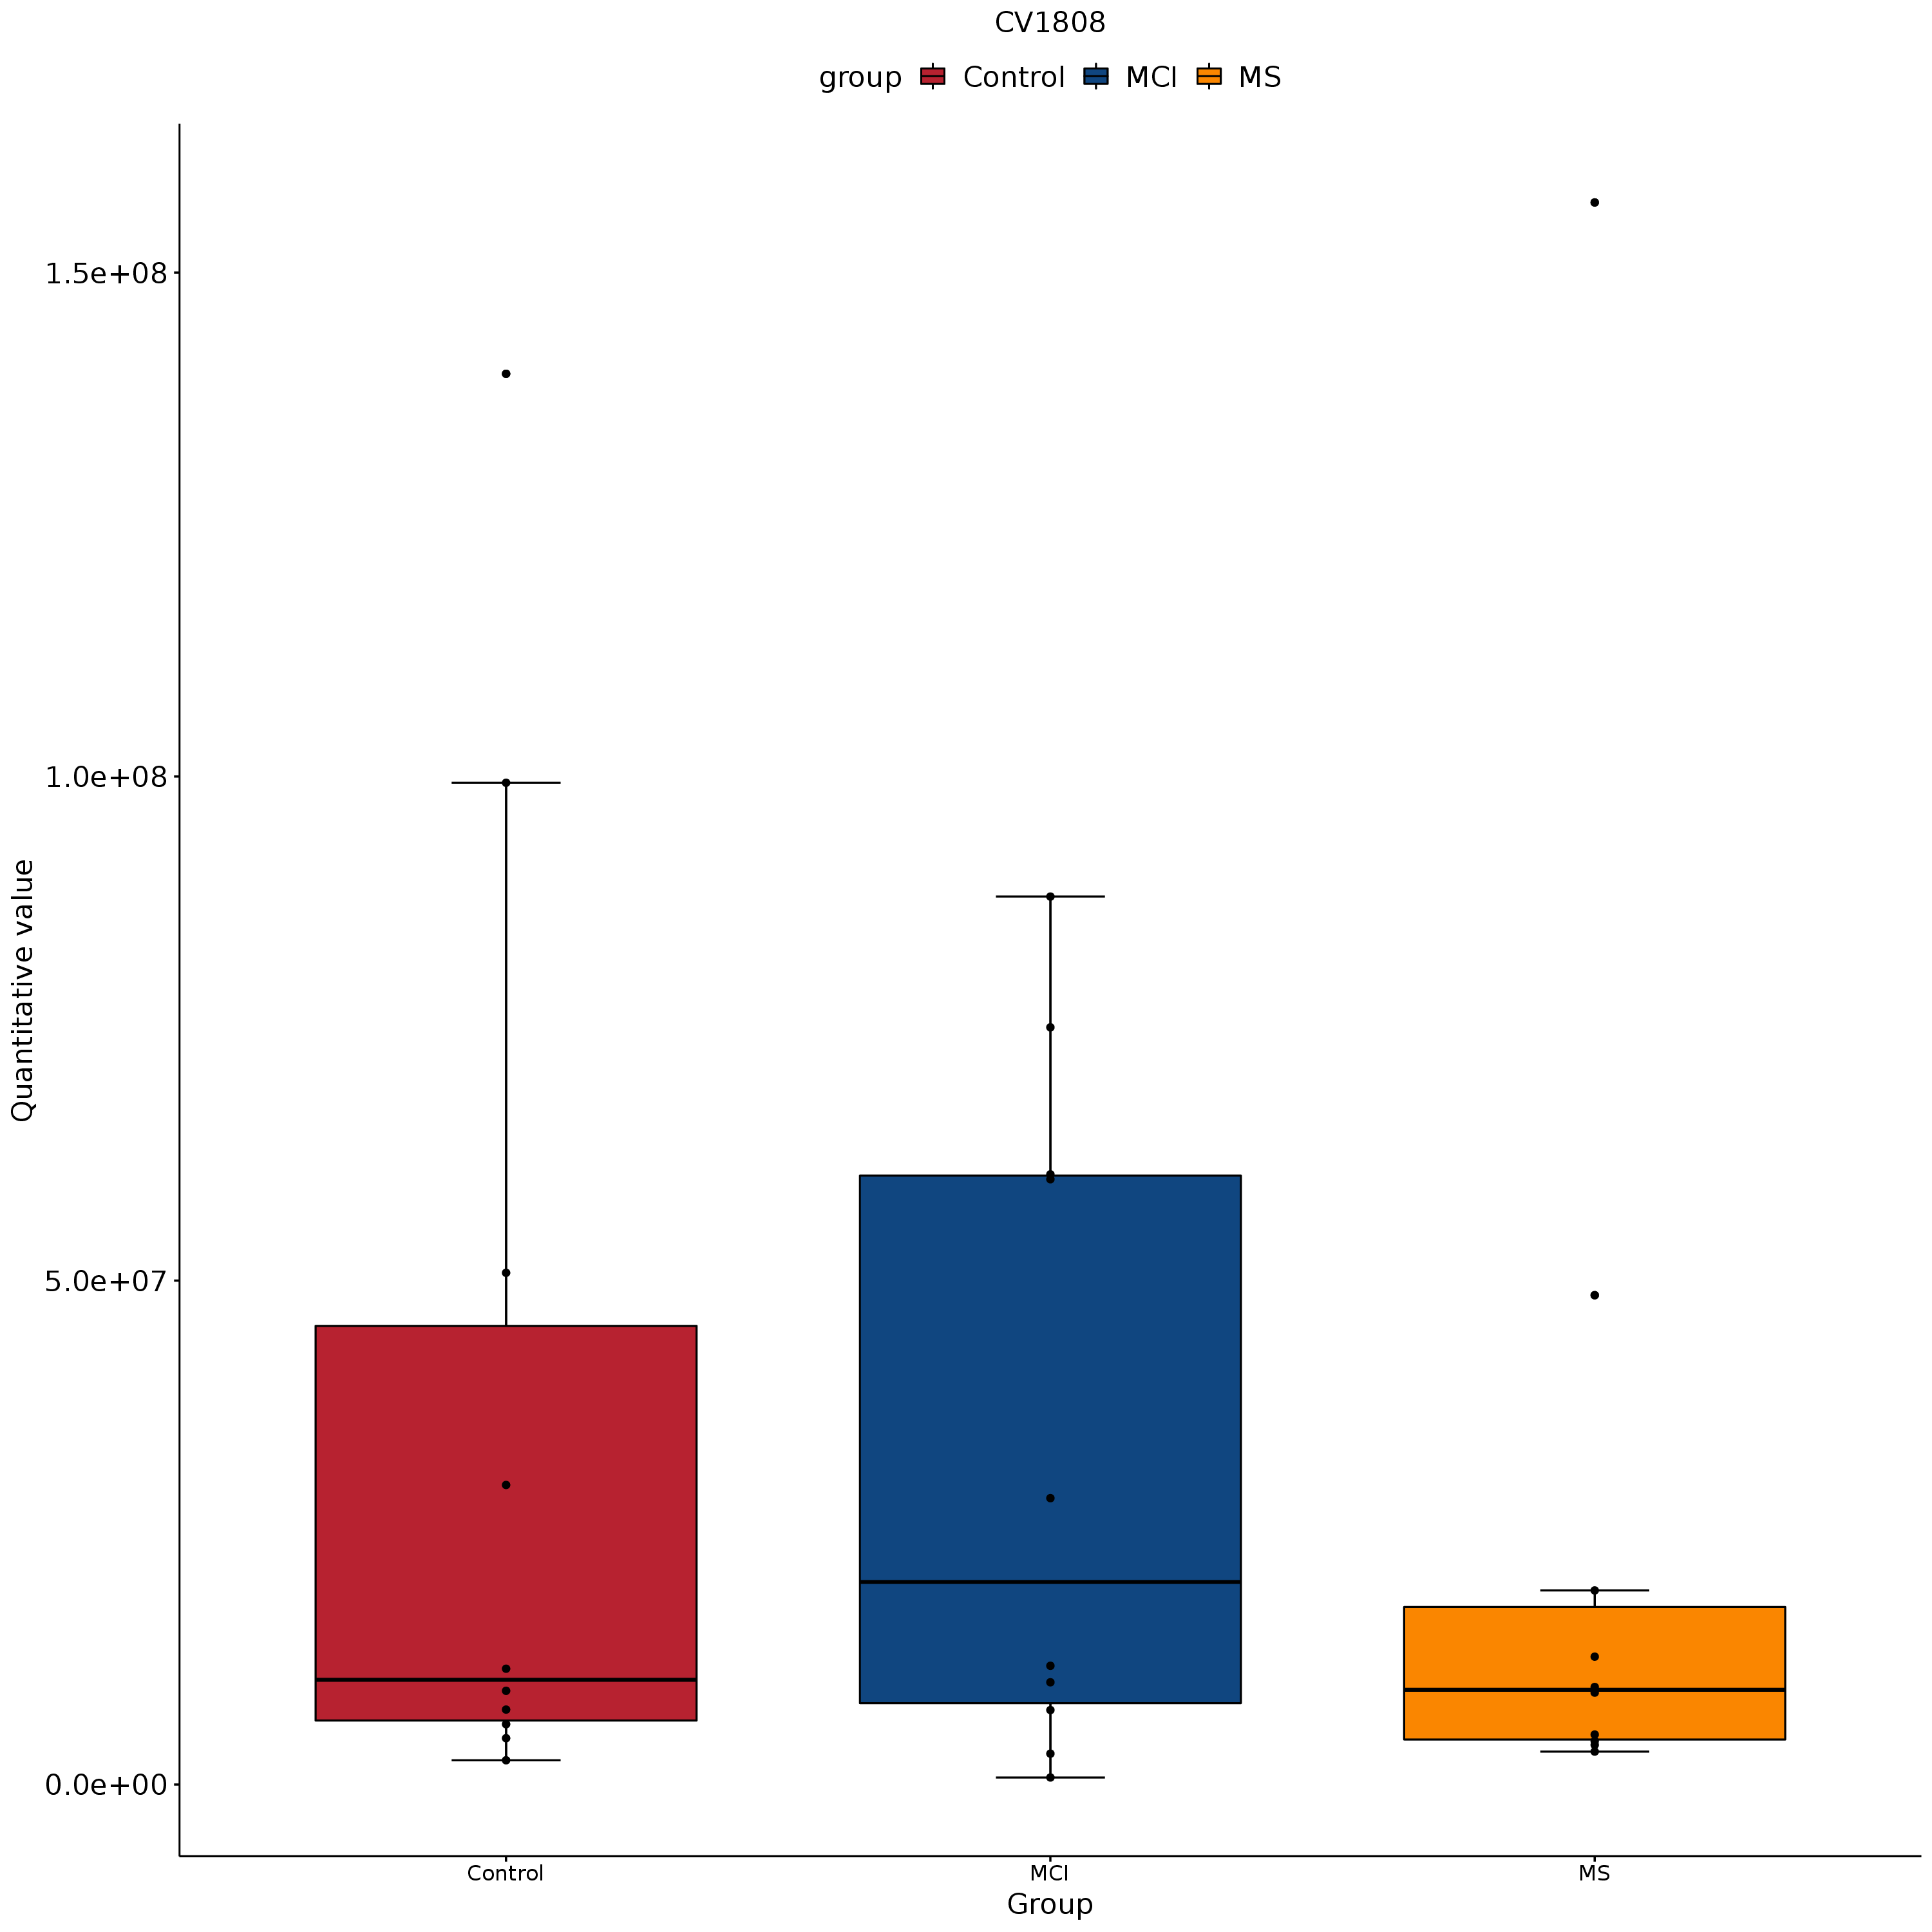 CV1808
group Control MCI MS
1.5e+08
1.0e+08
5.0e+07
0.0e+00
Quantitative value
Control MCI MS
Group